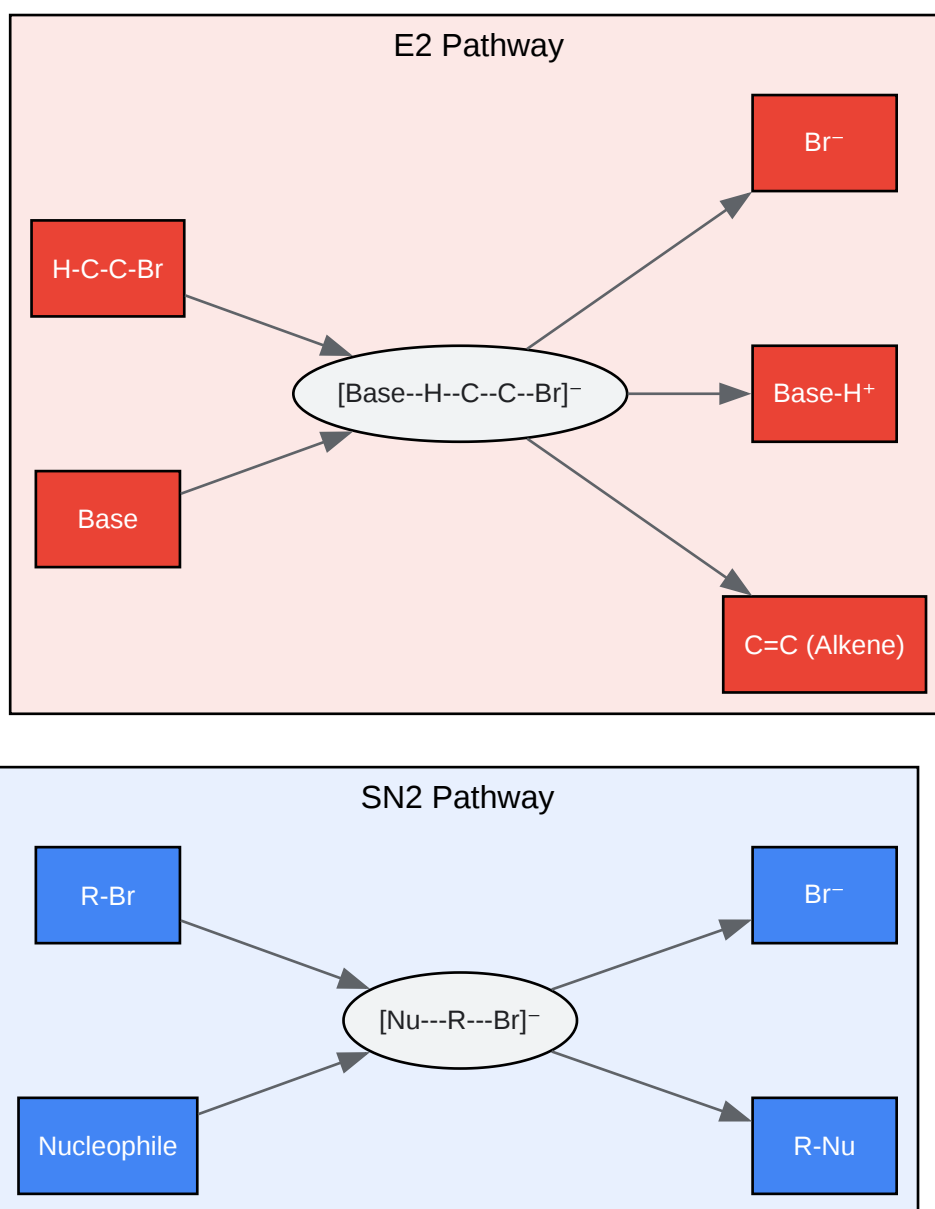 E2 Pathway
Br⁻
H-C-C-Br
[Base--H--C--C--Br]⁻
Base-H⁺
Base
C=C (Alkene)
SN2 Pathway
R-Br
Br⁻
[Nu---R---Br]⁻
Nucleophile
R-Nu